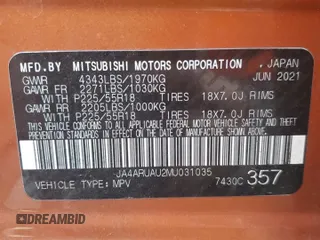 MFD.BY MITSUBISHI MOTORS CORPORATION, JAPAN
GVWR 4343LBS/1970KG JUN 2021
GAWR FR 2271LBS/1030KG
WITH P225/55R18 TIRES 18X7.0J RIMS
GAWR RR 2205LBS/1000KG
WITH P225/55R18 TIRES 18X7.0J RIMS
THIS VEHICLE CONFORMS TO ALL APPLICABLE FEDERAL
MOTOR VEHICLE SAFETY, BUMPER, AND THEFT PREVENTION
STANDARDS IN EFFECT ON THE DATE OF MANUFACTURE SHOWN ABOVE.
JA4ARUAU2MU031035
VEHICLE TYPE: MPV 7430C 357